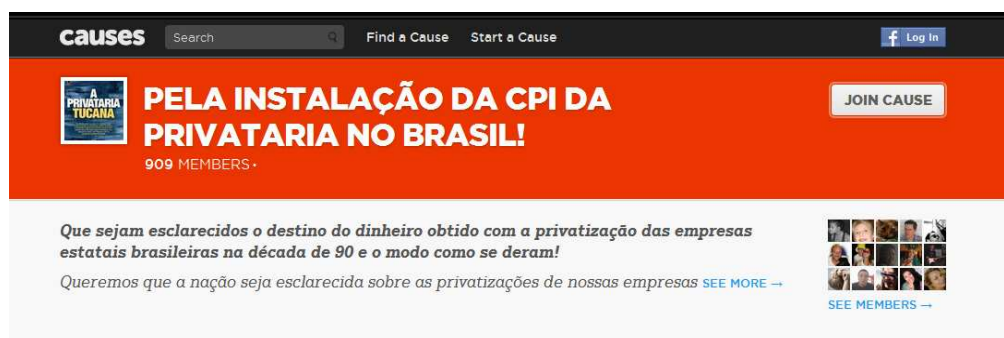 causes
Search
Find a Cause
Start a Cause
f Log In
A
PRIVATARIA
TUCANA
PELA INSTALAÇÃO DA CPI DA
PRIVATARIA NO BRASIL!
909 MEMBERS•
JOIN CAUSE
Que sejam esclarecidos o destino do dinheiro obtido com a privatização das empresas
estatais brasileiras na década de 90 e o modo como se deram!
Queremos que a nação seja esclarecida sobre as privatizações de nossas empresas SEE MORE →
SEE MEMBERS →